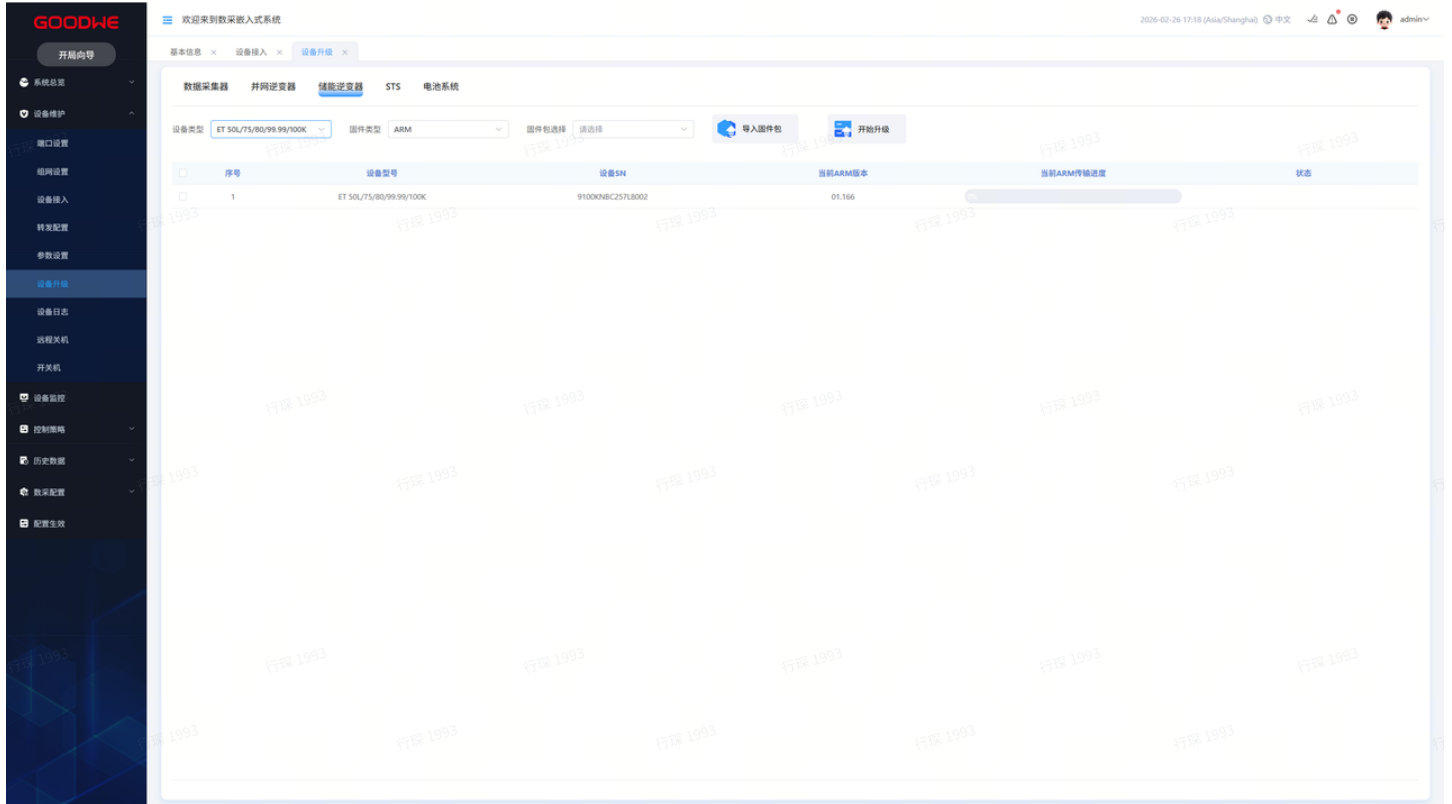 GOODWE
欢迎来到数采嵌入式系统
2026-02-26 17:18 (Asia/Shanghai) 中文 admin
开局向导
基本信息 × 设备接入 × 设备升级 ×
系统总览
设备维护
端口设置
组网设置
设备接入
转发配置
参数设置
设备升级
设备日志
远程关机
开关机
设备监控
控制策略
历史数据
数采配置
配置生效
数据采集器 并网逆变器 储能逆变器 STS 电池系统
设备类型 ET 50L/75/80/99.99/100K 固件类型 ARM 固件包选择 请选择 导入固件包 开始升级
序号 设备型号 设备SN 当前ARM版本 当前ARM传输进度 状态
1 ET 50L/75/80/99.99/100K 9100KNBC257L8002 01.166
行琛 1993